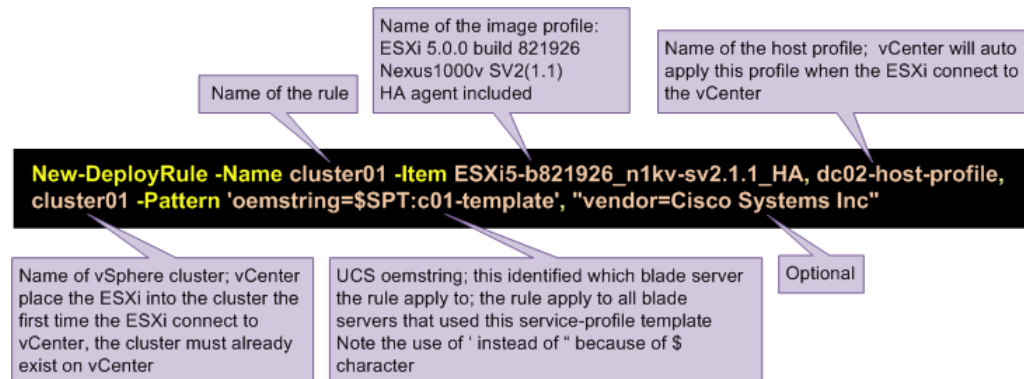 Name of the image profile:
ESXi 5.0.0 build 821926
Nexus1000v SV2(1.1)
HA agent included
Name of the host profile; vCenter will auto
apply this profile when the ESXi connect to
the vCenter
Name of the rule
New-DeployRule -Name cluster01 -Item ESXi5-b821926_n1kv-sv2.1.1_HA, dc02-host-profile,
cluster01 -Pattern 'oemstring=$SPT:c01-template', "vendor=Cisco Systems Inc"
Name of vSphere cluster; vCenter
place the ESXi into the cluster the
first time the ESXi connect to
vCenter, the cluster must already
exist on vCenter
UCS oemstring; this identified which blade server
the rule apply to; the rule apply to all blade
servers that used this service-profile template
Note the use of ‘ instead of “ because of $
character
Optional